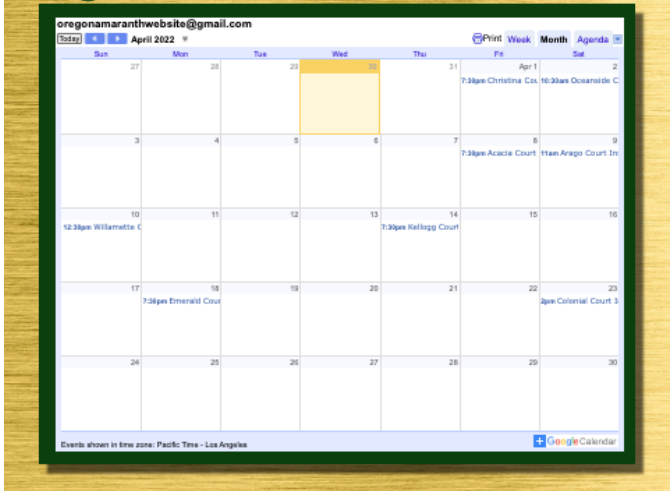 oregonamaranthwebsite@gmail.com
Today April 2022 Print Week Month Agenda
Sun Mon Tue Wed Thu Fri Sat
27 28 29 30 31 Apr 1 2
7:30pm Christina Cou 10:30am Oceanside C
3 4 5 6 7 8 9
7:30pm Acacia Court 11am Arago Court In
10 11 12 13 14 15 16
12:30pm Willamette C 7:30pm Kellogg Court
17 18 19 20 21 22 23
7:30pm Emerald Cour 2pm Colonial Court
24 25 26 27 28 29 30
Events shown in time zone: Pacific Time - Los Angeles
+ Google Calendar